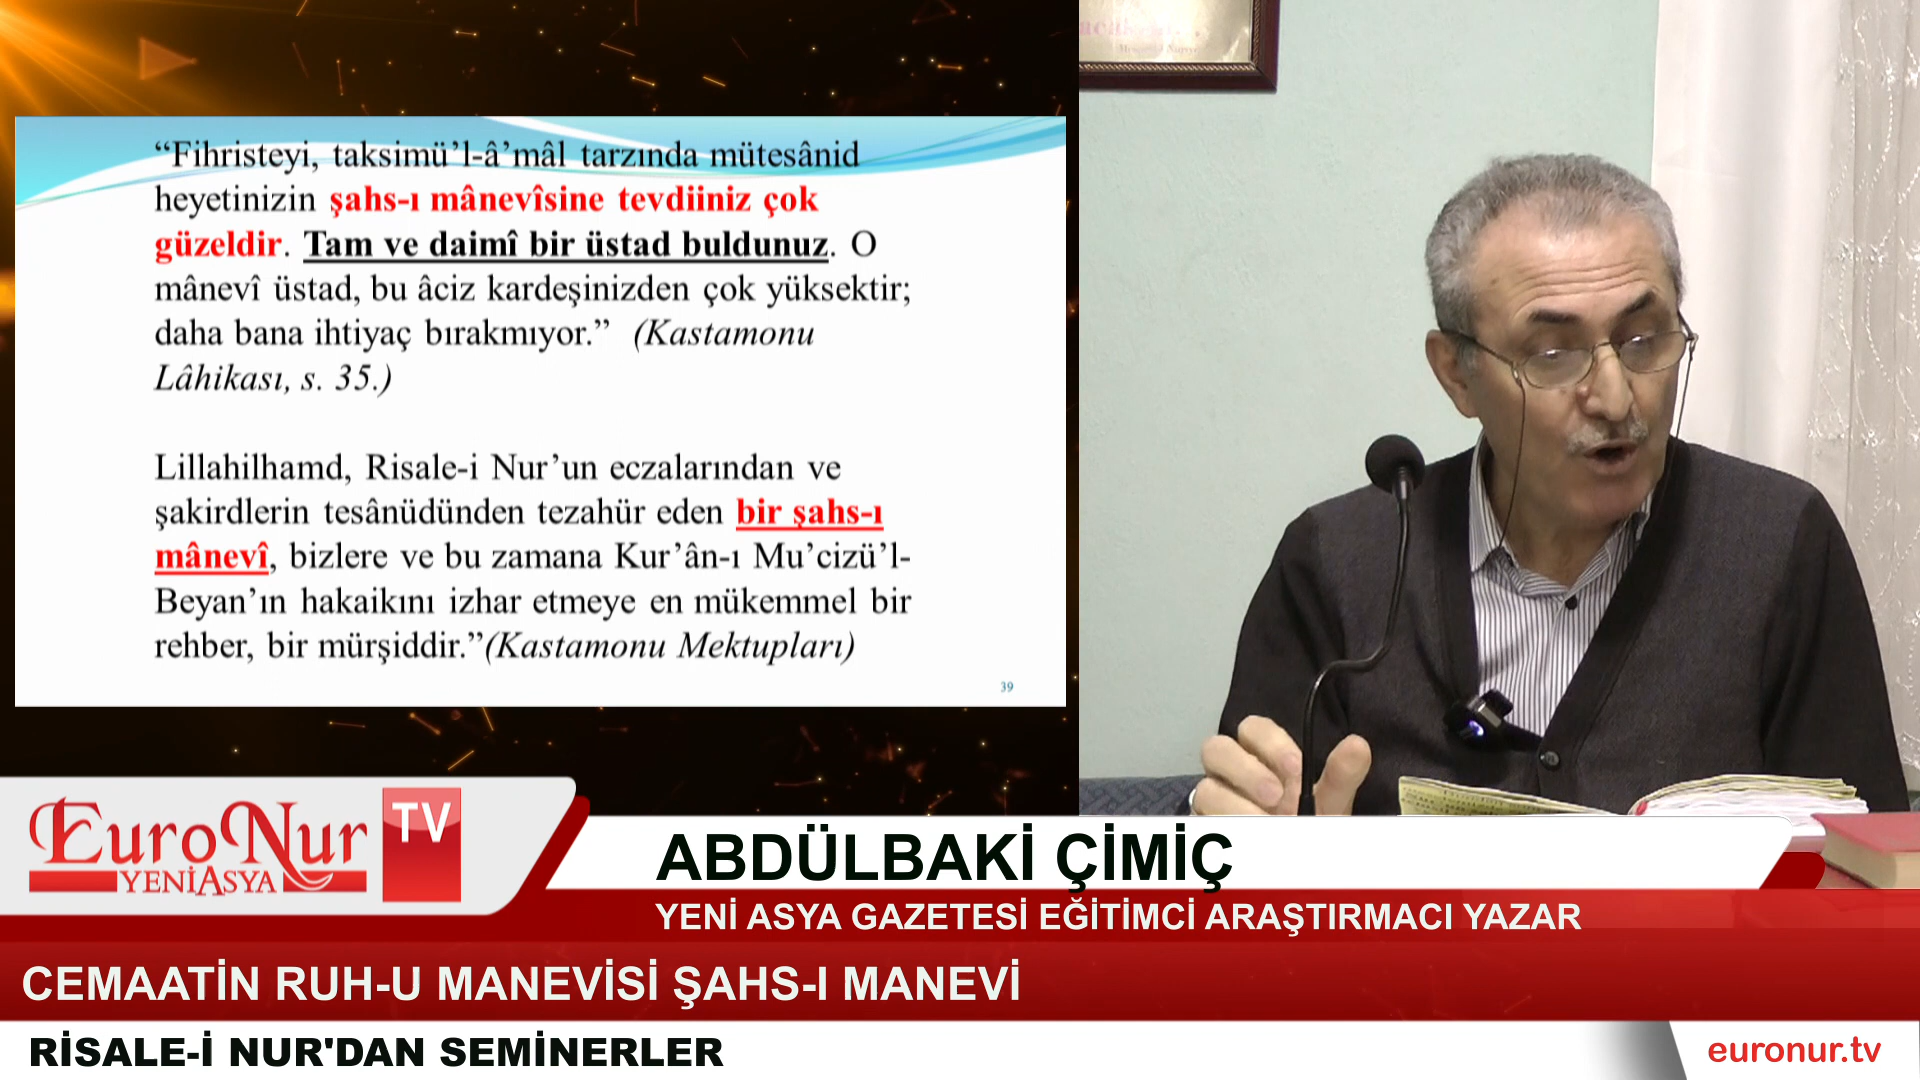 “Fihristeyi, taksimü’l-â’mâl tarzında mütesânid
heyetinizin şahs-ı mânevîsine tevdiiniz çok
güzeldir. Tam ve daimî bir üstad buldunuz. O
mânevî üstad, bu âciz kardeşinizden çok yüksektir;
daha bana ihtiyaç bırakmıyor.” (Kastamonu
Lâhikası, s. 35.)
Lillahilhamd, Risale-i Nur’un eczalarından ve
şakirdlerin tesânüdünden tezahür eden bir şahs-ı
mânevî, bizlere ve bu zamana Kur’ân-ı Mu’cizü’l-
Beyan’ın hakaikını izhar etmeye en mükemmel bir
rehber, bir mürşiddir.”(Kastamonu Mektupları)
39
EURONUR TV
YENİASYA
ABDÜLBAKİ ÇİMİÇ
YENİ ASYA GAZETESİ EĞİTİMCİ ARAŞTIRMACI YAZAR
CEMAATİN RUH-U MANEVİSİ ŞAHS-I MANEVİ
RİSALE-İ NUR'DAN SEMİNERLER
euronur.tv